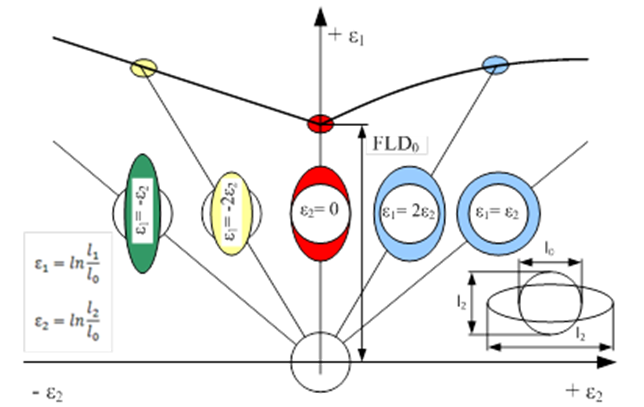 + ε₁
FLD₀
ε₁= -ε₂
ε₁= -2ε₂
ε₂= 0
ε₁= 2ε₂
ε₁= ε₂
ε₁ = ln l₁/l₀
ε₂ = ln l₂/l₀
l₀
l₂
l₂
- ε₂
+ ε₂